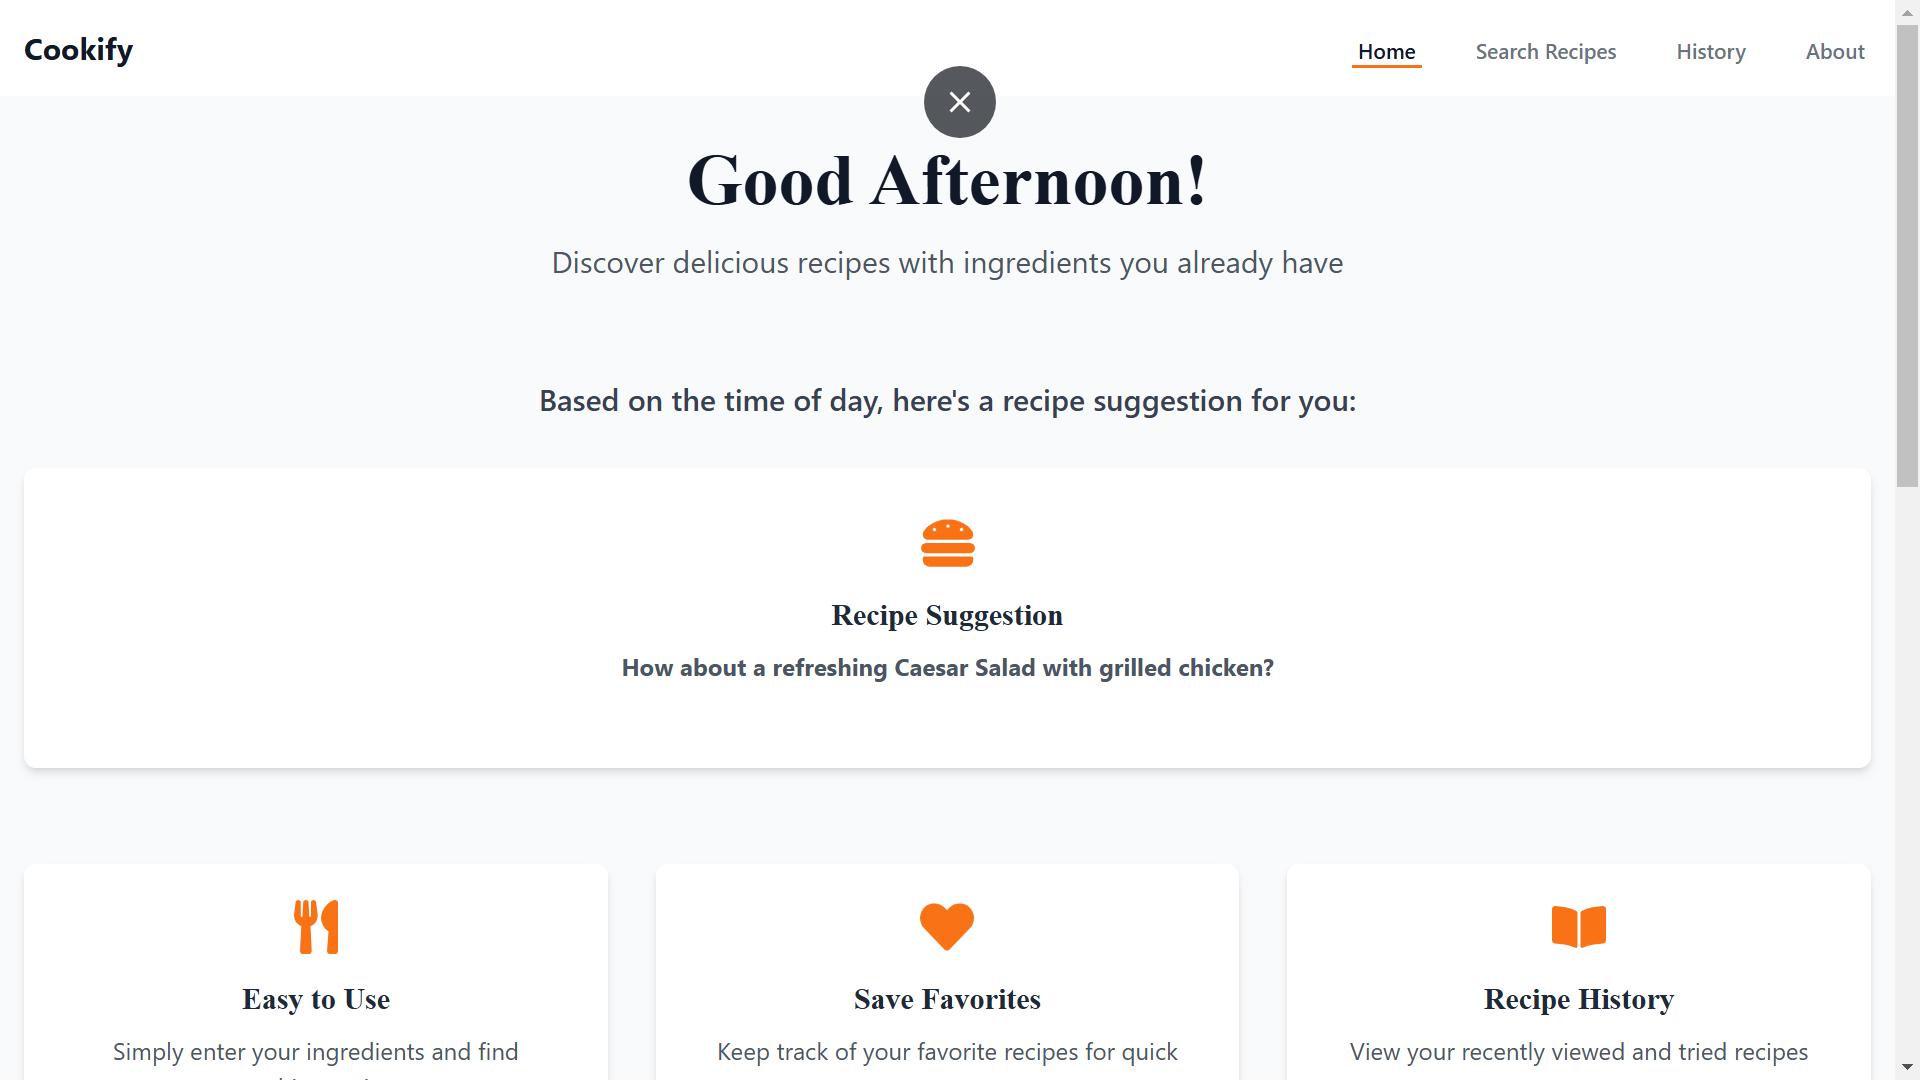 Cookify
Home
Search Recipes
History
About
Good Afternoon!
Discover delicious recipes with ingredients you already have
Based on the time of day, here's a recipe suggestion for you:
Recipe Suggestion
How about a refreshing Caesar Salad with grilled chicken?
Easy to Use
Simply enter your ingredients and find
Save Favorites
Keep track of your favorite recipes for quick
Recipe History
View your recently viewed and tried recipes